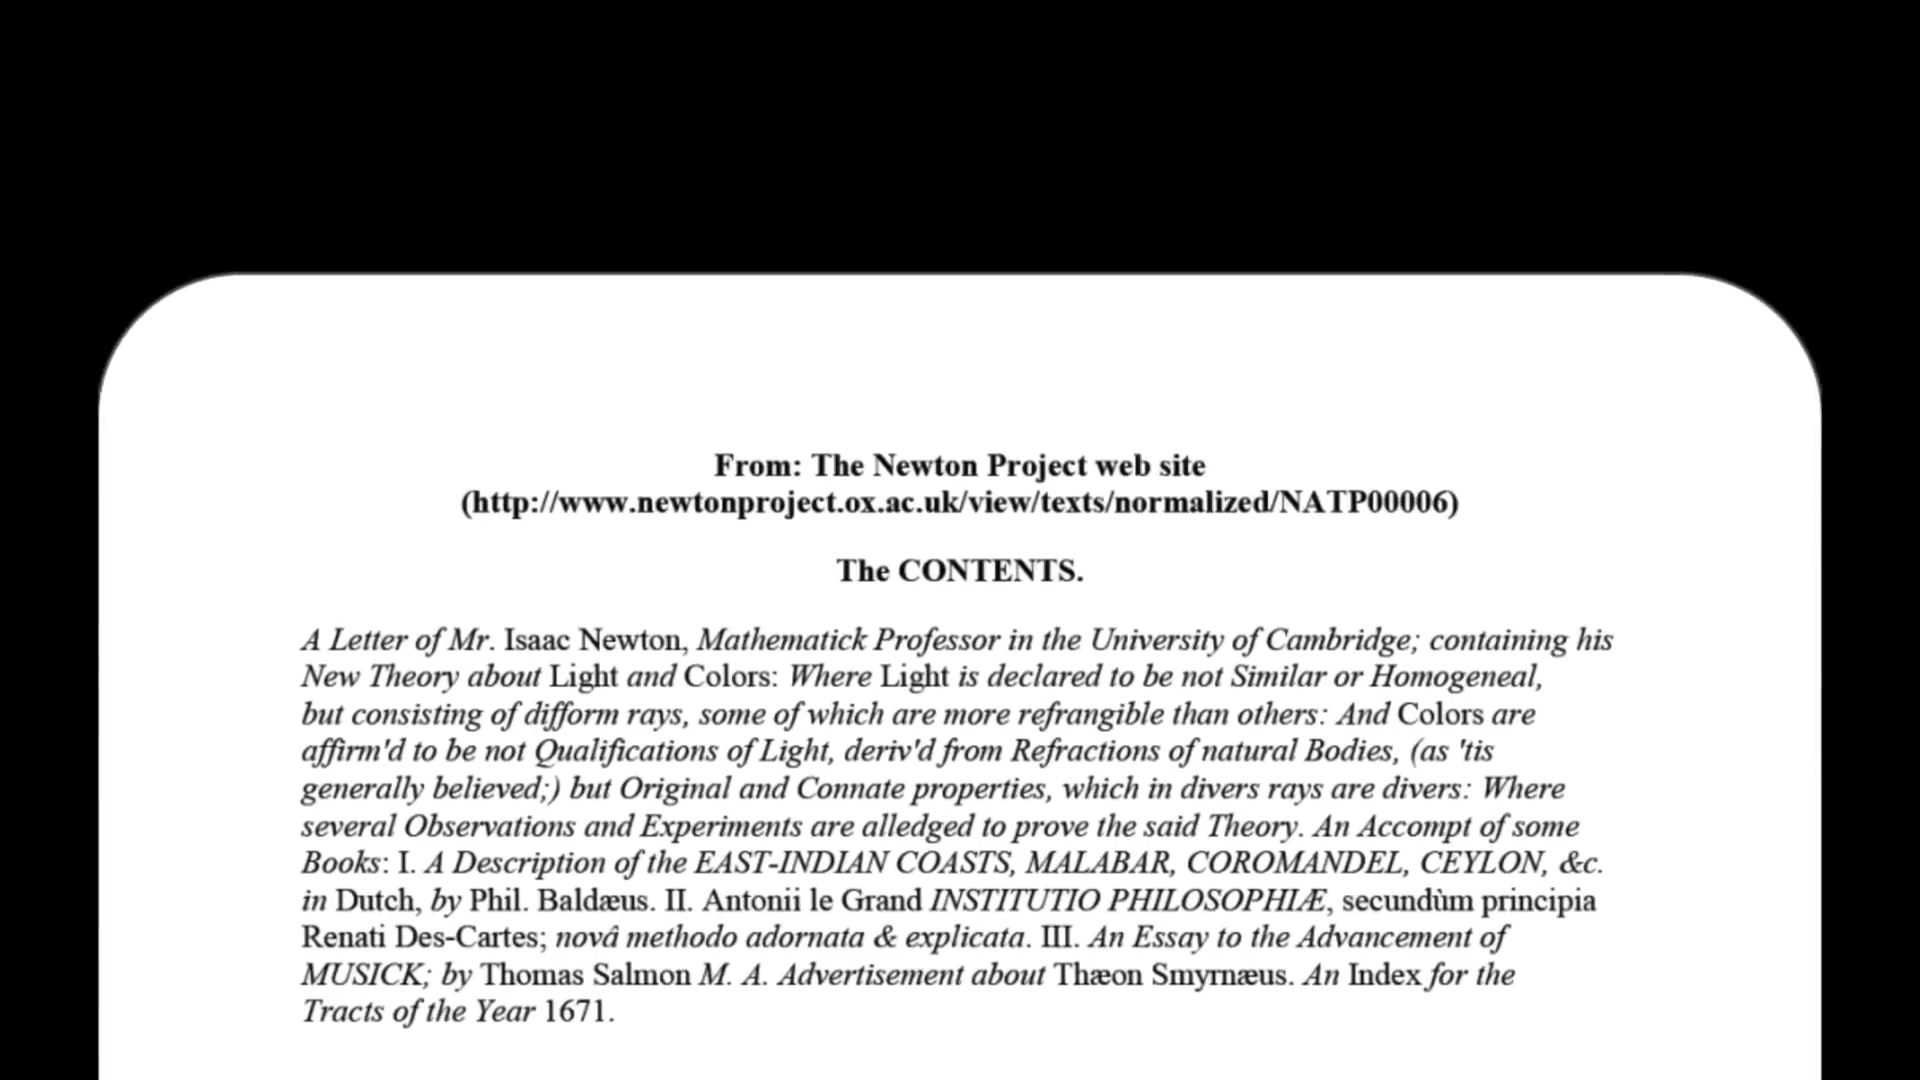 From: The Newton Project web site
(http://www.newtonproject.ox.ac.uk/view/texts/normalized/NATP00006)
The CONTENTS.
A Letter of Mr. Isaac Newton, Mathematick Professor in the University of Cambridge; containing his
New Theory about Light and Colors: Where Light is declared to be not Similar or Homogeneal,
but consisting of difform rays, some of which are more refrangible than others: And Colors are
affirm'd to be not Qualifications of Light, deriv'd from Refractions of natural Bodies, (as 'tis
generally believed;) but Original and Connate properties, which in divers rays are divers: Where
several Observations and Experiments are alledged to prove the said Theory. An Accompt of some
Books: I. A Description of the EAST-INDIAN COASTS, MALABAR, COROMANDEL, CEYLON, &c.
in Dutch, by Phil. Baldæus. II. Antonii le Grand INSTITUTIO PHILOSOPHIÆ, secundùm principia
Renati Des-Cartes; novâ methodo adornata & explicata. III. An Essay to the Advancement of
MUSICK; by Thomas Salmon M. A. Advertisement about Thæon Smyrnæus. An Index for the
Tracts of the Year 1671.